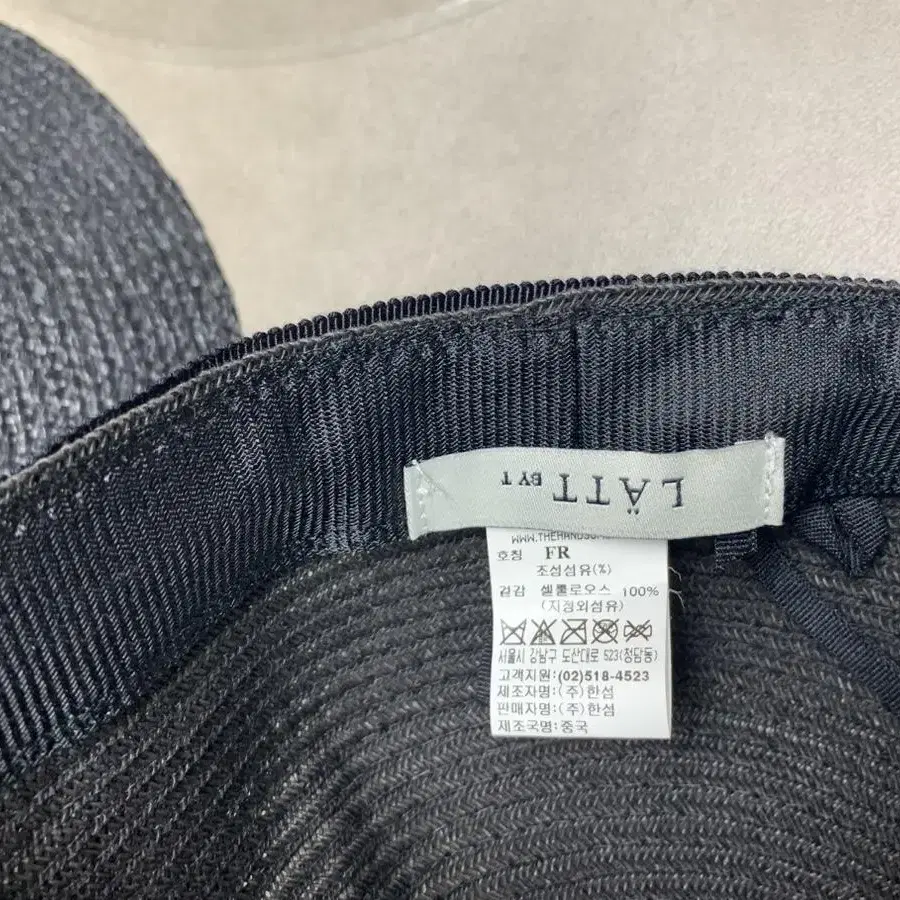 LÄTT BY T
WWW.THEHANDSOM
호칭 FR
조성섬유(%)
겉감 셀룰로오스 100%
(지정외섬유)
서울시 강남구 도산대로 523(청담동)
고객지원:(02)518-4523
제조자명:(주)한섬
판매자명:(주)한섬
제조국명:중국